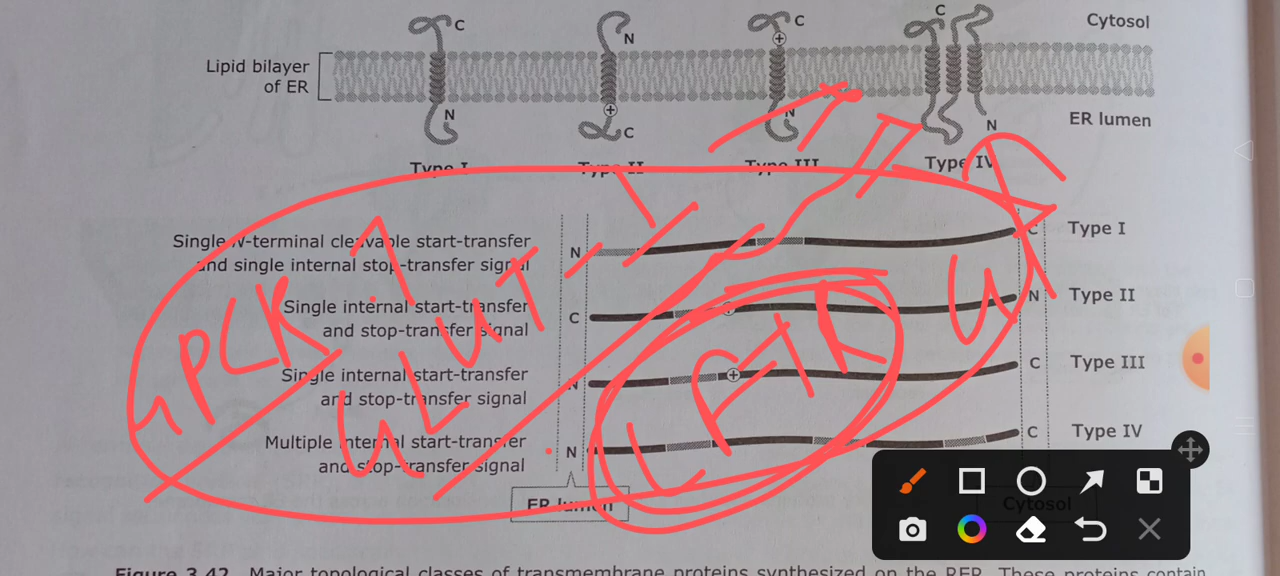 C
N
C
C
Cytosol
Lipid bilayer
of ER
N
C
N
N
ER lumen
Type I
Type II
Type III
Type IV
Single N-terminal cleavable start-transfer
and single internal stop-transfer signal
N
C
Type I
Single internal start-transfer
and stop-transfer signal
C
N
Type II
Single internal start-transfer
and stop-transfer signal
N
C
Type III
Multiple internal start-transfer
and stop-transfer signal
N
C
Type IV
ER lumen
Cytosol
GLUT
Figure 3.42 Major topological classes of transmembrane proteins synthesized on the RER. These proteins contain